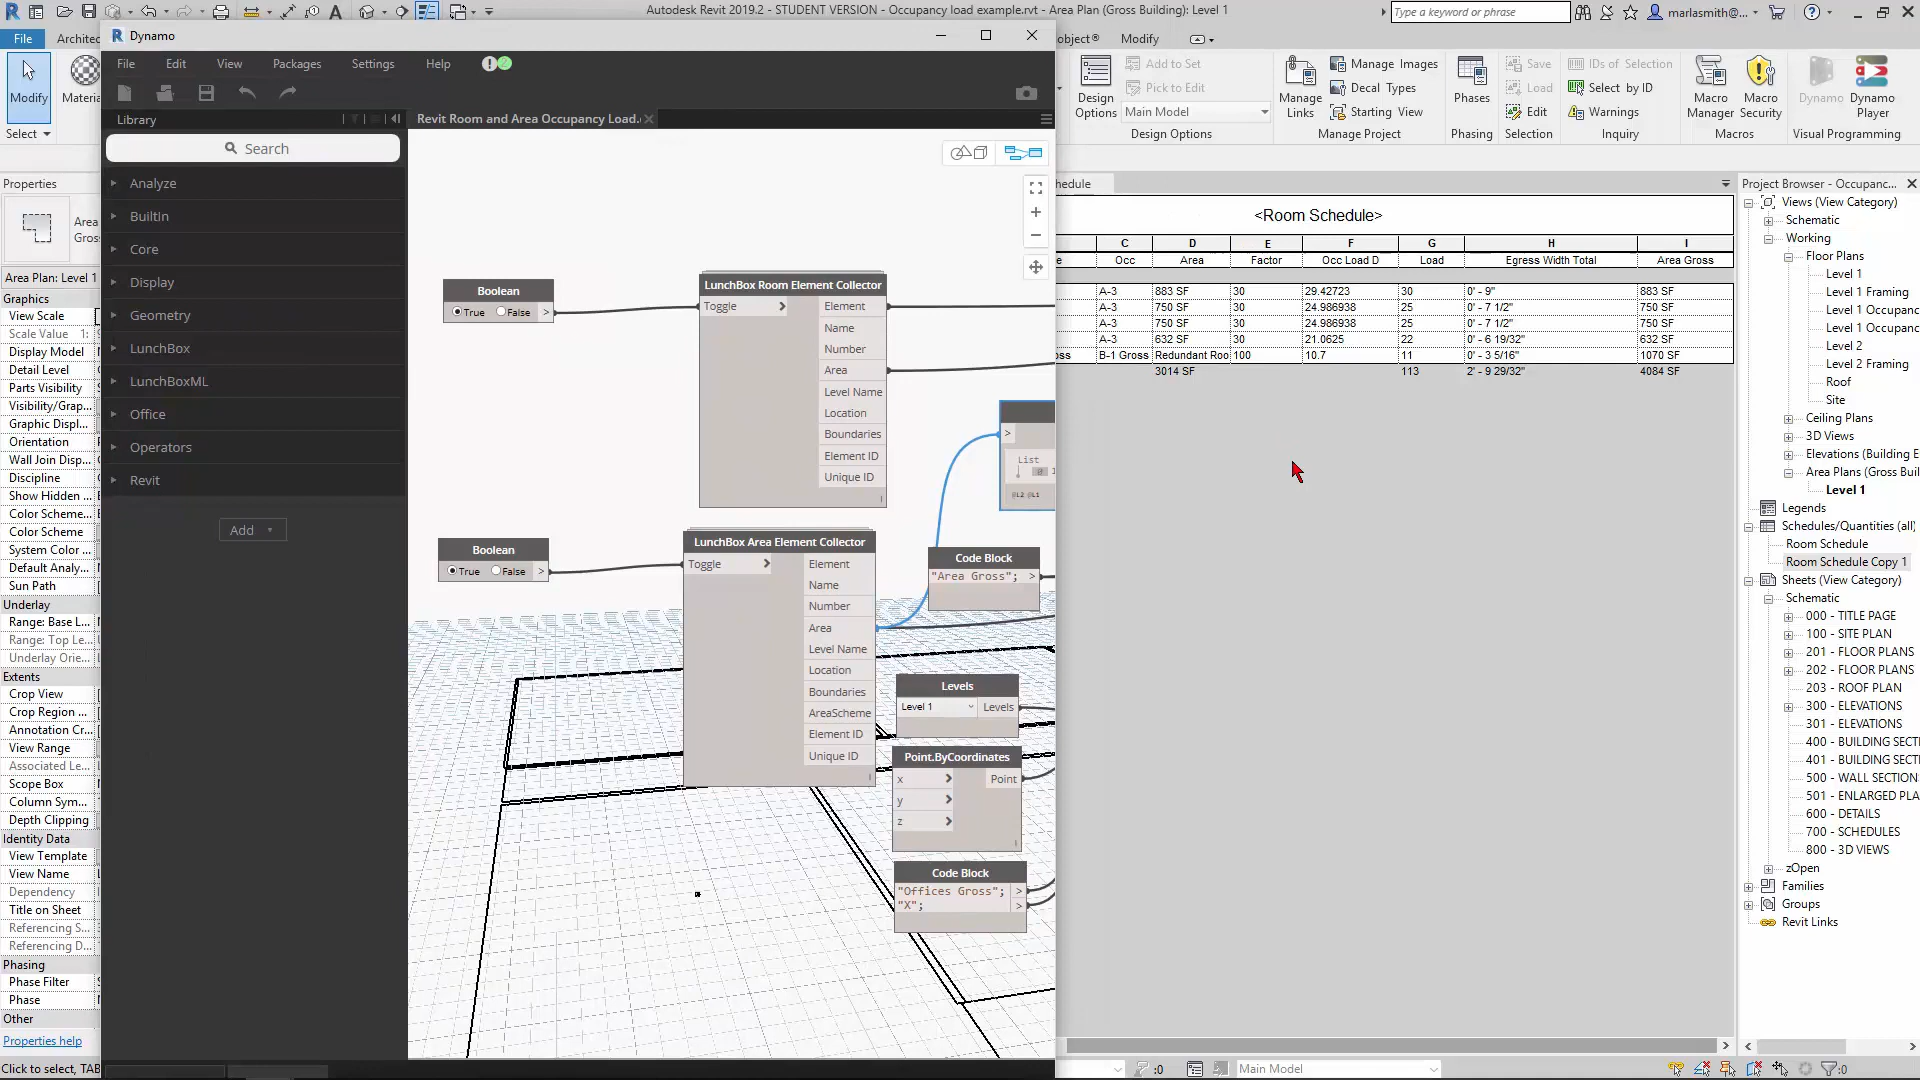 Autodesk Revit 2019.2 - STUDENT VERSION - Occupancy load example.rvt - Area Plan (Gross Building): Level 1
Type a keyword or phrase
marlasmith@...
File
Architec
object®
Modify
Dynamo
File
Edit
View
Packages
Settings
Help
Modify
Select
Design
Options
Add to Set
Pick to Edit
Main Model
Design Options
Manage
Links
Manage Images
Decal Types
Starting View
Manage Project
Phases
Phasing
Save
Load
Edit
Selection
IDs of Selection
Select by ID
Warnings
Inquiry
Macro
Manager
Macro
Security
Macros
Dynamo
Dynamo
Player
Visual Programming
Library
Search
Analyze
BuiltIn
Core
Display
Geometry
LunchBox
LunchBoxML
Office
Operators
Revit
Add
Revit Room and Area Occupancy Load.
Boolean
True
False
LunchBox Room Element Collector
Toggle
Element
Name
Number
Area
Level Name
Location
Boundaries
Element ID
Unique ID
Boolean
True
False
LunchBox Area Element Collector
Toggle
Element
Name
Number
Area
Level Name
Location
Boundaries
AreaScheme
Element ID
Unique ID
List
@L2 @L1
Code Block
"Area Gross";
Levels
Level 1
Levels
Point.ByCoordinates
x
Point
y
z
Code Block
"Offices Gross";
"X";
Properties
Area
Gros
Area Plan: Level 1
Graphics
View Scale
Scale Value 1:
Display Model
Detail Level
Parts Visibility
Visibility/Grap...
Graphic Displ...
Orientation
Wall Join Disp...
Discipline
Show Hidden
Color Scheme...
Color Scheme
System Color ...
Default Analy...
Sun Path
Underlay
Range: Base L...
Range: Top Le...
Underlay Orie...
Extents
Crop View
Crop Region ...
Annotation Cr...
View Range
Associated Le...
Scope Box
Column Sym...
Depth Clipping
Identity Data
View Template
View Name
Dependency
Title on Sheet
Referencing S...
Referencing D...
Phasing
Phase Filter
Phase
Other
Properties help
Click to select, TAB
hedule
<Room Schedule>
C D E F G H I
Occ Area Factor Occ Load D Load Egress Width Total Area Gross
A-3 883 SF 30 29.42723 30 0' - 9" 883 SF
A-3 750 SF 30 24.986938 25 0' - 7 1/2" 750 SF
A-3 750 SF 30 24.986938 25 0' - 7 1/2" 750 SF
A-3 632 SF 30 21.0625 22 0' - 6 19/32" 632 SF
oss B-1 Gross Redundant Roo 100 10.7 11 0' - 3 5/16" 1070 SF
3014 SF 113 2' - 9 29/32" 4084 SF
:0
Main Model
:0
Project Browser - Occupanc...
Views (View Category)
Schematic
Working
Floor Plans
Level 1
Level 1 Framing
Level 1 Occupanc
Level 1 Occupanc
Level 2
Level 2 Framing
Roof
Site
Ceiling Plans
3D Views
Elevations (Building E
Area Plans (Gross Buil
Level 1
Legends
Schedules/Quantities (all)
Room Schedule
Room Schedule Copy 1
Sheets (View Category)
Schematic
000 - TITLE PAGE
100 - SITE PLAN
201 - FLOOR PLANS
202 - FLOOR PLANS
203 - ROOF PLAN
300 - ELEVATIONS
301 - ELEVATIONS
400 - BUILDING SECTI
401 - BUILDING SECTI
500 - WALL SECTION
501 - ENLARGED PLA
600 - DETAILS
700 - SCHEDULES
800 - 3D VIEWS
zOpen
Families
Groups
Revit Links